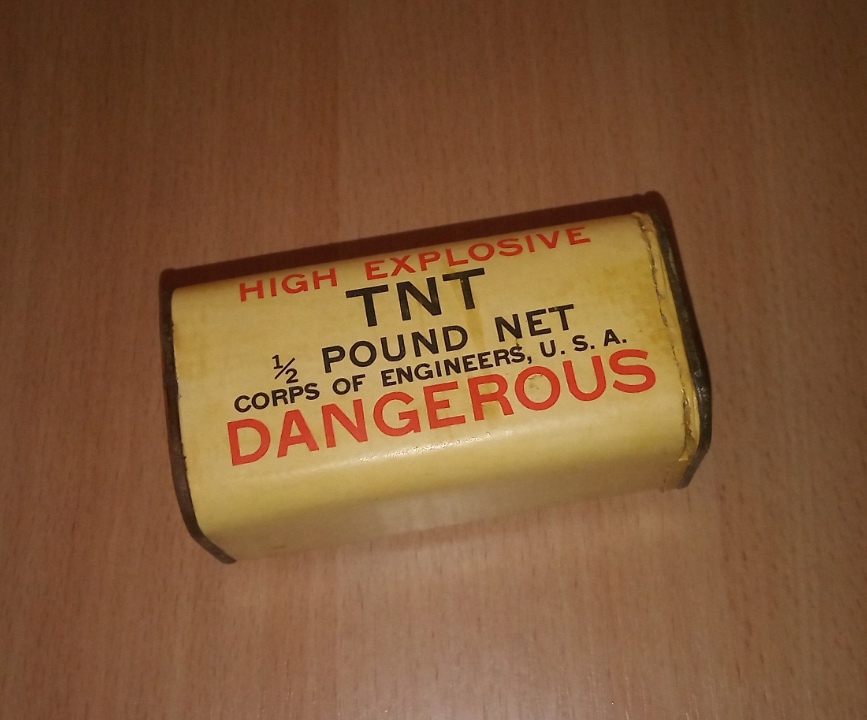 HIGH EXPLOSIVE
TNT
½ POUND NET
CORPS OF ENGINEERS, U. S. A.
DANGEROUS